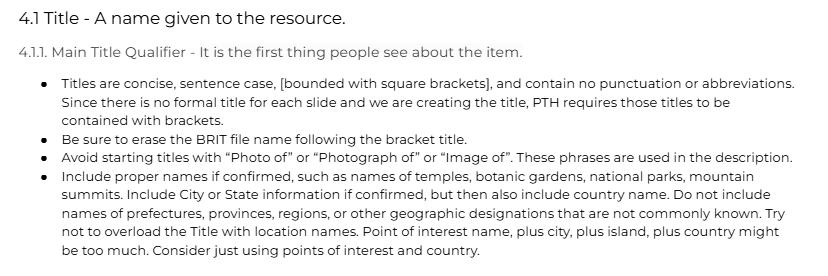 4.1 Title - A name given to the resource.
4.1.1. Main Title Qualifier - It is the first thing people see about the item.
● Titles are concise, sentence case, [bounded with square brackets], and contain no punctuation or abbreviations.
Since there is no formal title for each slide and we are creating the title, PTH requires those titles to be
contained with brackets.
● Be sure to erase the BRIT file name following the bracket title.
● Avoid starting titles with “Photo of” or “Photograph of” or “Image of”. These phrases are used in the description.
● Include proper names if confirmed, such as names of temples, botanic gardens, national parks, mountain
summits. Include City or State information if confirmed, but then also include country name. Do not include
names of prefectures, provinces, regions, or other geographic designations that are not commonly known. Try
not to overload the Title with location names. Point of interest name, plus city, plus island, plus country might
be too much. Consider just using points of interest and country.